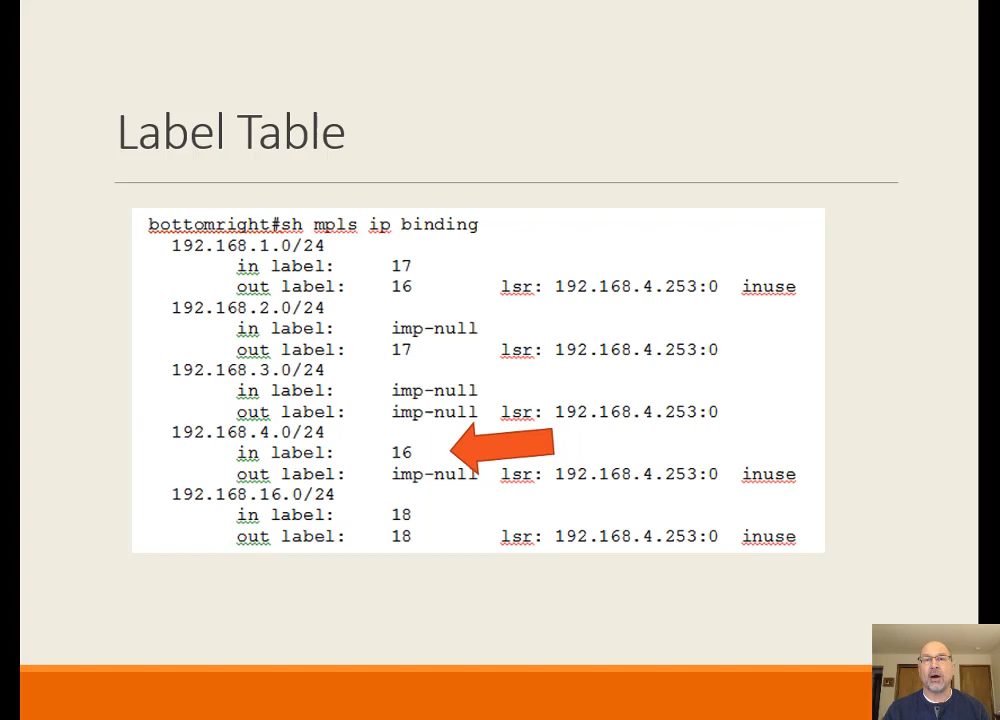 Label Table
bottomright#sh mpls ip binding
192.168.1.0/24
in label: 17
out label: 16 lsr: 192.168.4.253:0 inuse
192.168.2.0/24
in label: imp-null
out label: 17 lsr: 192.168.4.253:0
192.168.3.0/24
in label: imp-null
out label: imp-null lsr: 192.168.4.253:0
192.168.4.0/24
in label: 16
out label: imp-null lsr: 192.168.4.253:0 inuse
192.168.16.0/24
in label: 18
out label: 18 lsr: 192.168.4.253:0 inuse